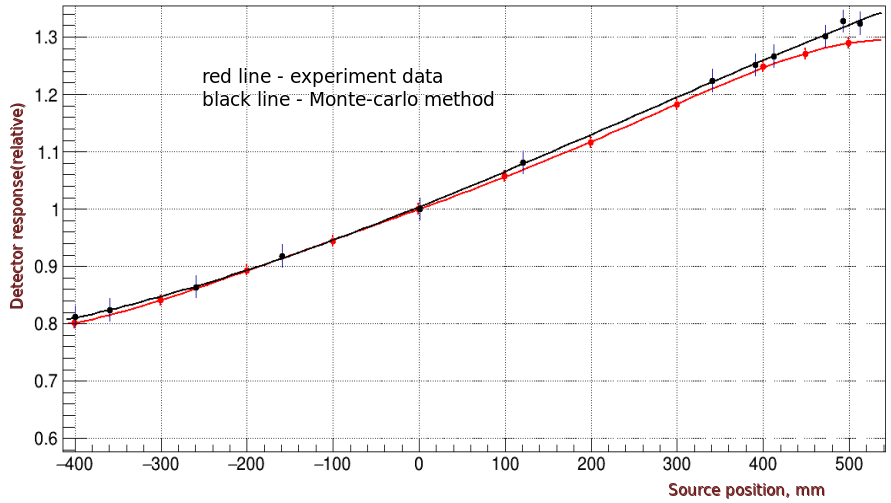 red line - experiment data
black line - Monte-carlo method
Detector response(relative)
1.3
1.2
1.1
1
0.9
0.8
0.7
0.6
−400 −300 −200 −100 0 100 200 300 400 500
Source position, mm